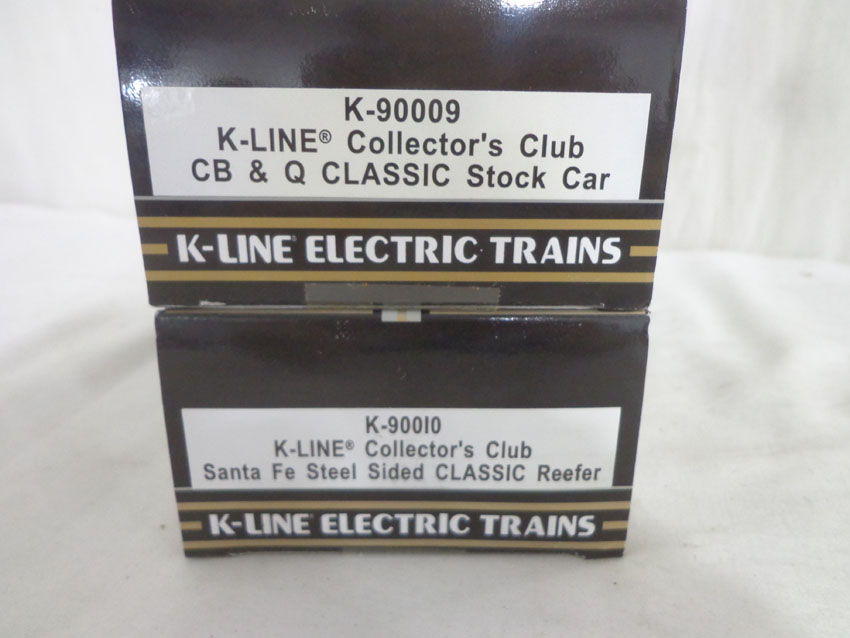 K-90009
K-LINE® Collector's Club
CB & Q CLASSIC Stock Car
K-LINE ELECTRIC TRAINS
K-90010
K-LINE® Collector's Club
Santa Fe Steel Sided CLASSIC Reefer
K-LINE ELECTRIC TRAINS